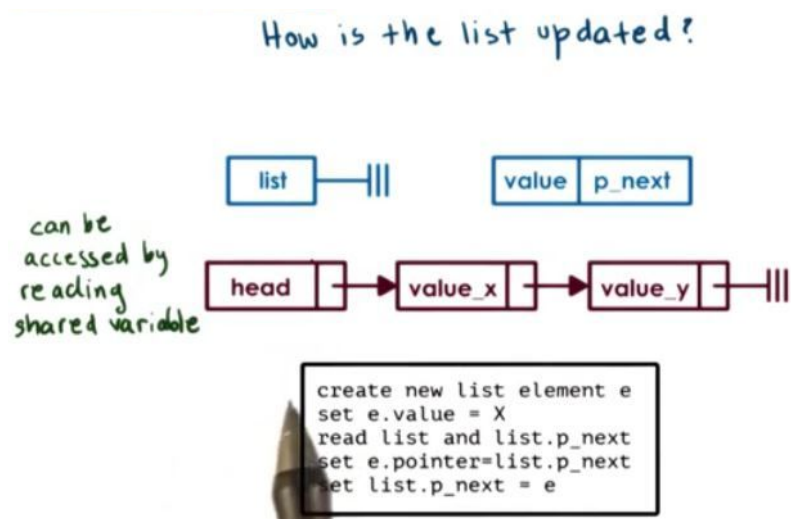 How is the list updated?
list
value p_next
can be
accessed by
reading
shared variable
head
value_x
value_y
create new list element e
set e.value = X
read list and list.p_next
set e.pointer=list.p_next
set list.p_next = e